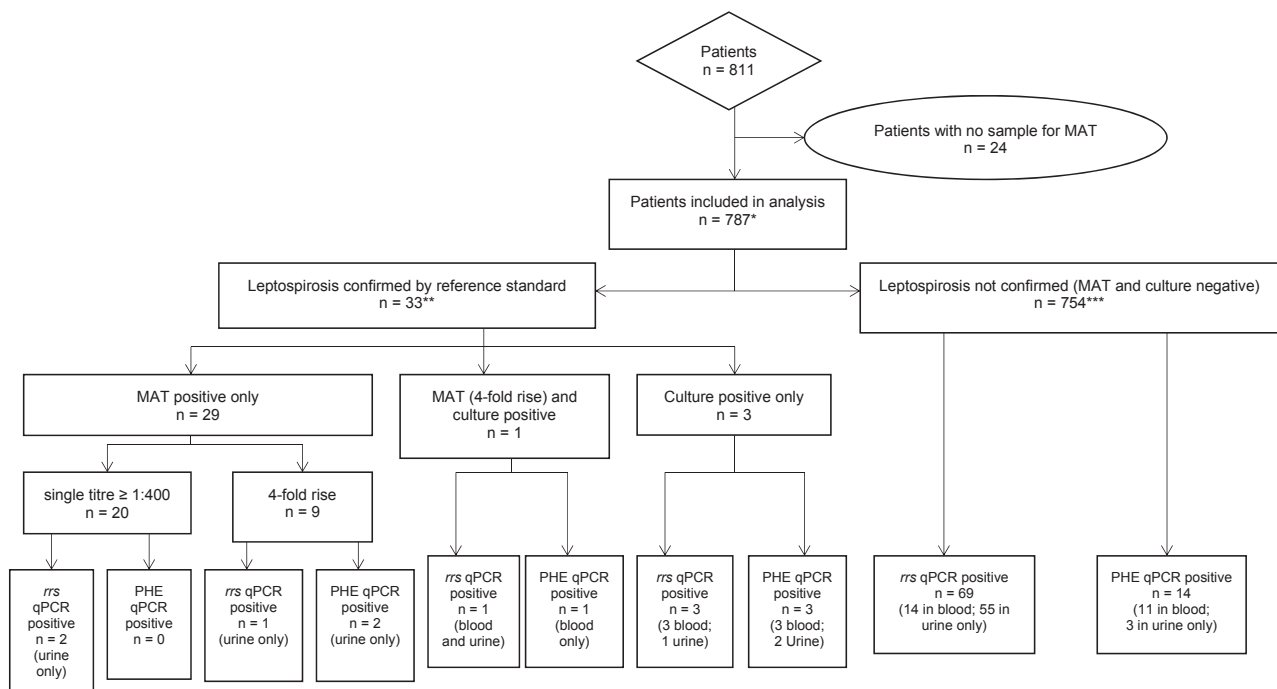 Patients
n = 811
Patients with no sample for MAT
n = 24
Patients included in analysis
n = 787*
Leptospirosis confirmed by reference standard
n = 33**
Leptospirosis not confirmed (MAT and culture negative)
n = 754***
MAT positive only
n = 29
MAT (4-fold rise) and
culture positive
n = 1
Culture positive only
n = 3
single titre ≥ 1:400
n = 20
4-fold rise
n = 9
rrs
qPCR
positive
n = 2
(urine
only)
PHE
qPCR
positive
n = 0
rrs qPCR
positive
n = 1
(urine only)
PHE qPCR
positive
n = 2
(urine only)
rrs qPCR
positive
n = 1
(blood
and urine)
PHE qPCR
positive
n = 1
(blood
only)
rrs qPCR
positive
n = 3
(3 blood;
1 urine)
PHE qPCR
positive
n = 3
(3 blood;
2 Urine)
rrs qPCR positive
n = 69
(14 in blood; 55 in
urine only)
PHE qPCR positive
n = 14
(11 in blood;
3 in urine only)